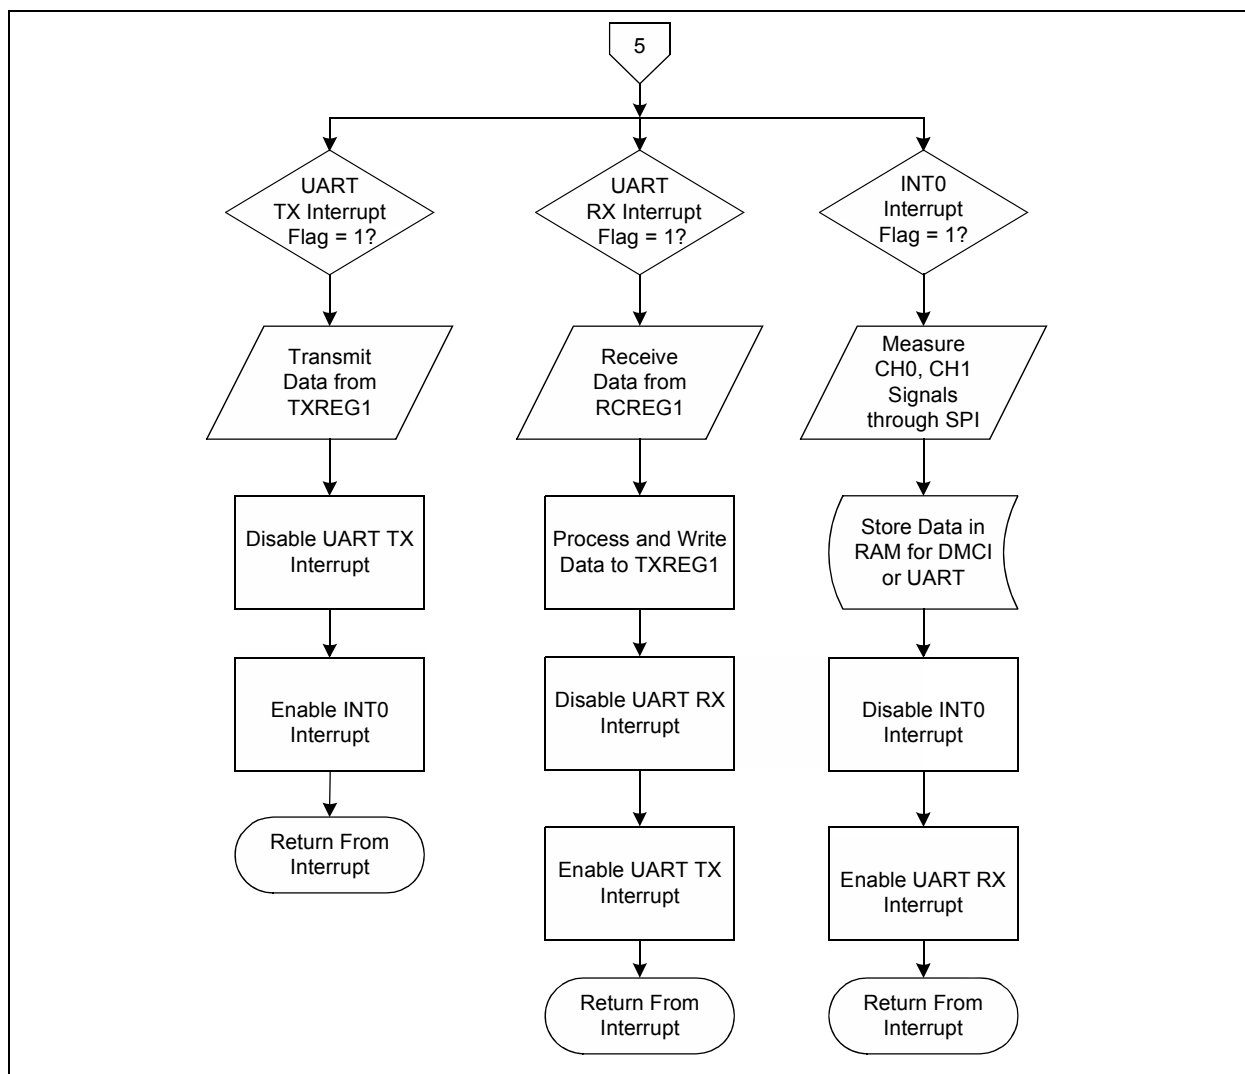 5
UART
TX Interrupt
Flag = 1?
UART
RX Interrupt
Flag = 1?
INT0
Interrupt
Flag = 1?
Transmit
Data from
TXREG1
Receive
Data from
RCREG1
Measure
CH0, CH1
Signals
through SPI
Disable UART TX
Interrupt
Process and Write
Data to TXREG1
Store Data in
RAM for DMCI
or UART
Enable INT0
Interrupt
Disable UART RX
Interrupt
Disable INT0
Interrupt
Return From
Interrupt
Enable UART TX
Interrupt
Enable UART RX
Interrupt
Return From
Interrupt
Return From
Interrupt